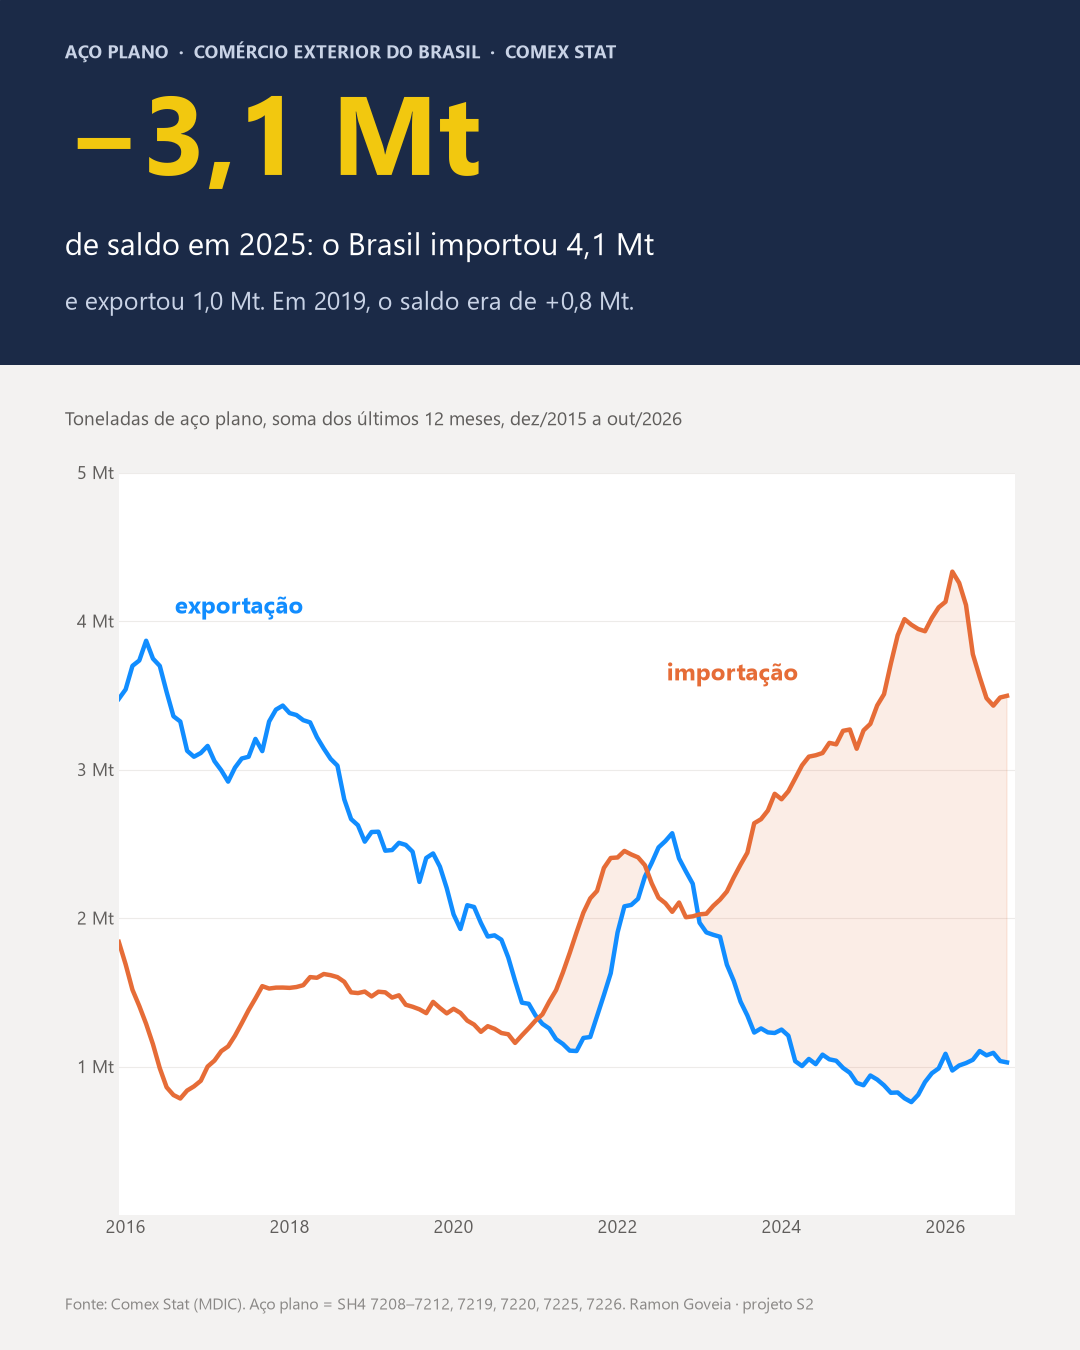 AÇO PLANO · COMÉRCIO EXTERIOR DO BRASIL · COMEX STAT
−3,1 Mt
de saldo em 2025: o Brasil importou 4,1 Mt
e exportou 1,0 Mt. Em 2019, o saldo era de +0,8 Mt.
Toneladas de aço plano, soma dos últimos 12 meses, dez/2015 a out/2026
5 Mt
exportação
4 Mt
importação
3 Mt
2 Mt
1 Mt
2016 2018 2020 2022 2024 2026
Fonte: Comex Stat (MDIC). Aço plano = SH4 7208–7212, 7219, 7220, 7225, 7226. Ramon Goveia · projeto S2